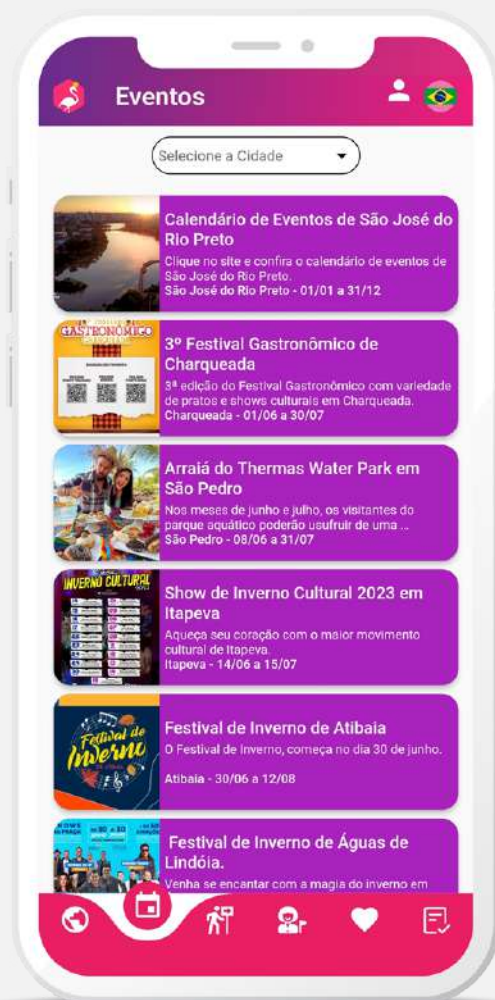 Eventos
Selecione a Cidade
Calendário de Eventos de São José do
Rio Preto
Clique no site e confira o calendário de eventos de
São José do Rio Preto.
São José do Rio Preto - 01/01 a 31/12
GASTRONÔMICO
3º Festival Gastronômico de
Charqueada
3ª edição do Festival Gastronômico com variedade
de pratos e shows culturais em Charqueada.
Charqueada - 01/06 a 30/07
Arraiá do Thermas Water Park em
São Pedro
Nos meses de junho e julho, os visitantes do
parque aquático poderão usufruir de uma ...
São Pedro - 08/06 a 31/07
INVERNO CULTURAL
Show de Inverno Cultural 2023 em
Itapeva
Aqueça seu coração com o maior movimento
cultural de Itapeva.
Itapeva - 14/06 a 15/07
Festival de
Inverno
Festival de Inverno de Atibaia
O Festival de Inverno, começa no dia 30 de junho.
Atibaia - 30/06 a 12/08
Festival de Inverno de Águas de
Lindóia.
Venha se encantar com a magia do inverno em